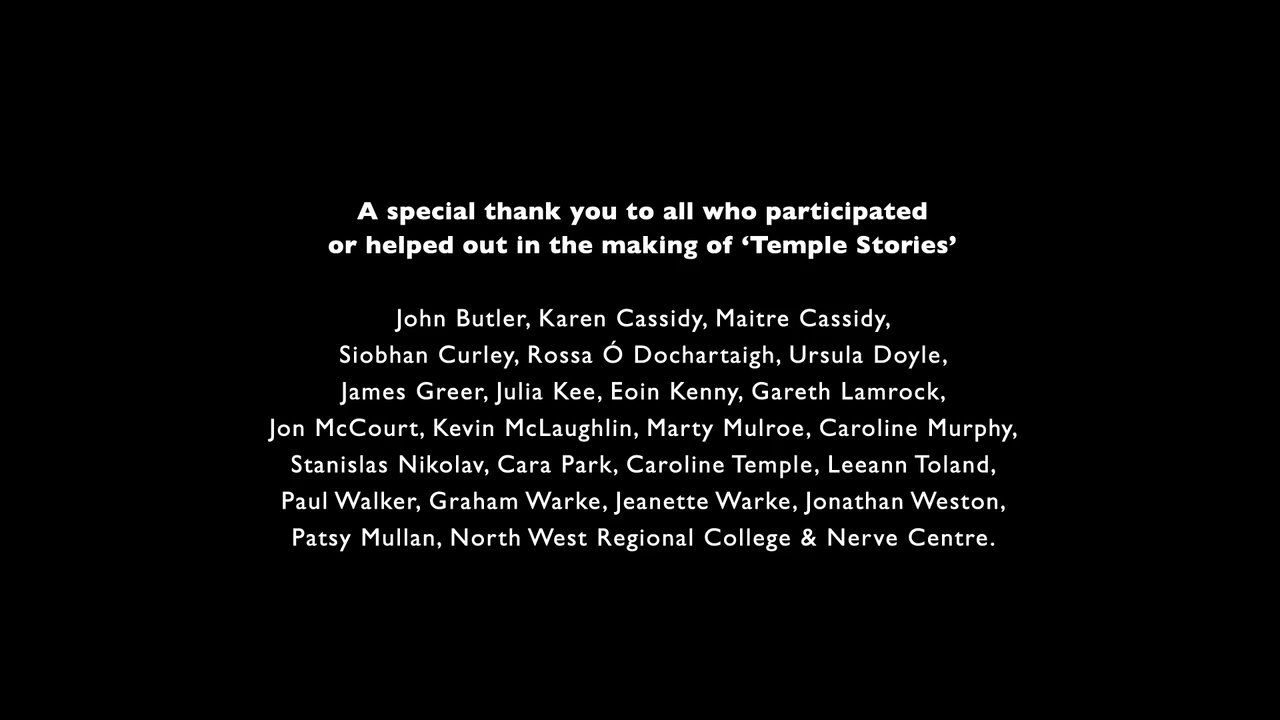 A special thank you to all who participated
or helped out in the making of ‘Temple Stories’
John Butler, Karen Cassidy, Maitre Cassidy,
Siobhan Curley, Rossa Ó Dochartaigh, Ursula Doyle,
James Greer, Julia Kee, Eoin Kenny, Gareth Lamrock,
Jon McCourt, Kevin McLaughlin, Marty Mulroe, Caroline Murphy,
Stanislas Nikolav, Cara Park, Caroline Temple, Leeann Toland,
Paul Walker, Graham Warke, Jeanette Warke, Jonathan Weston,
Patsy Mullan, North West Regional College & Nerve Centre.